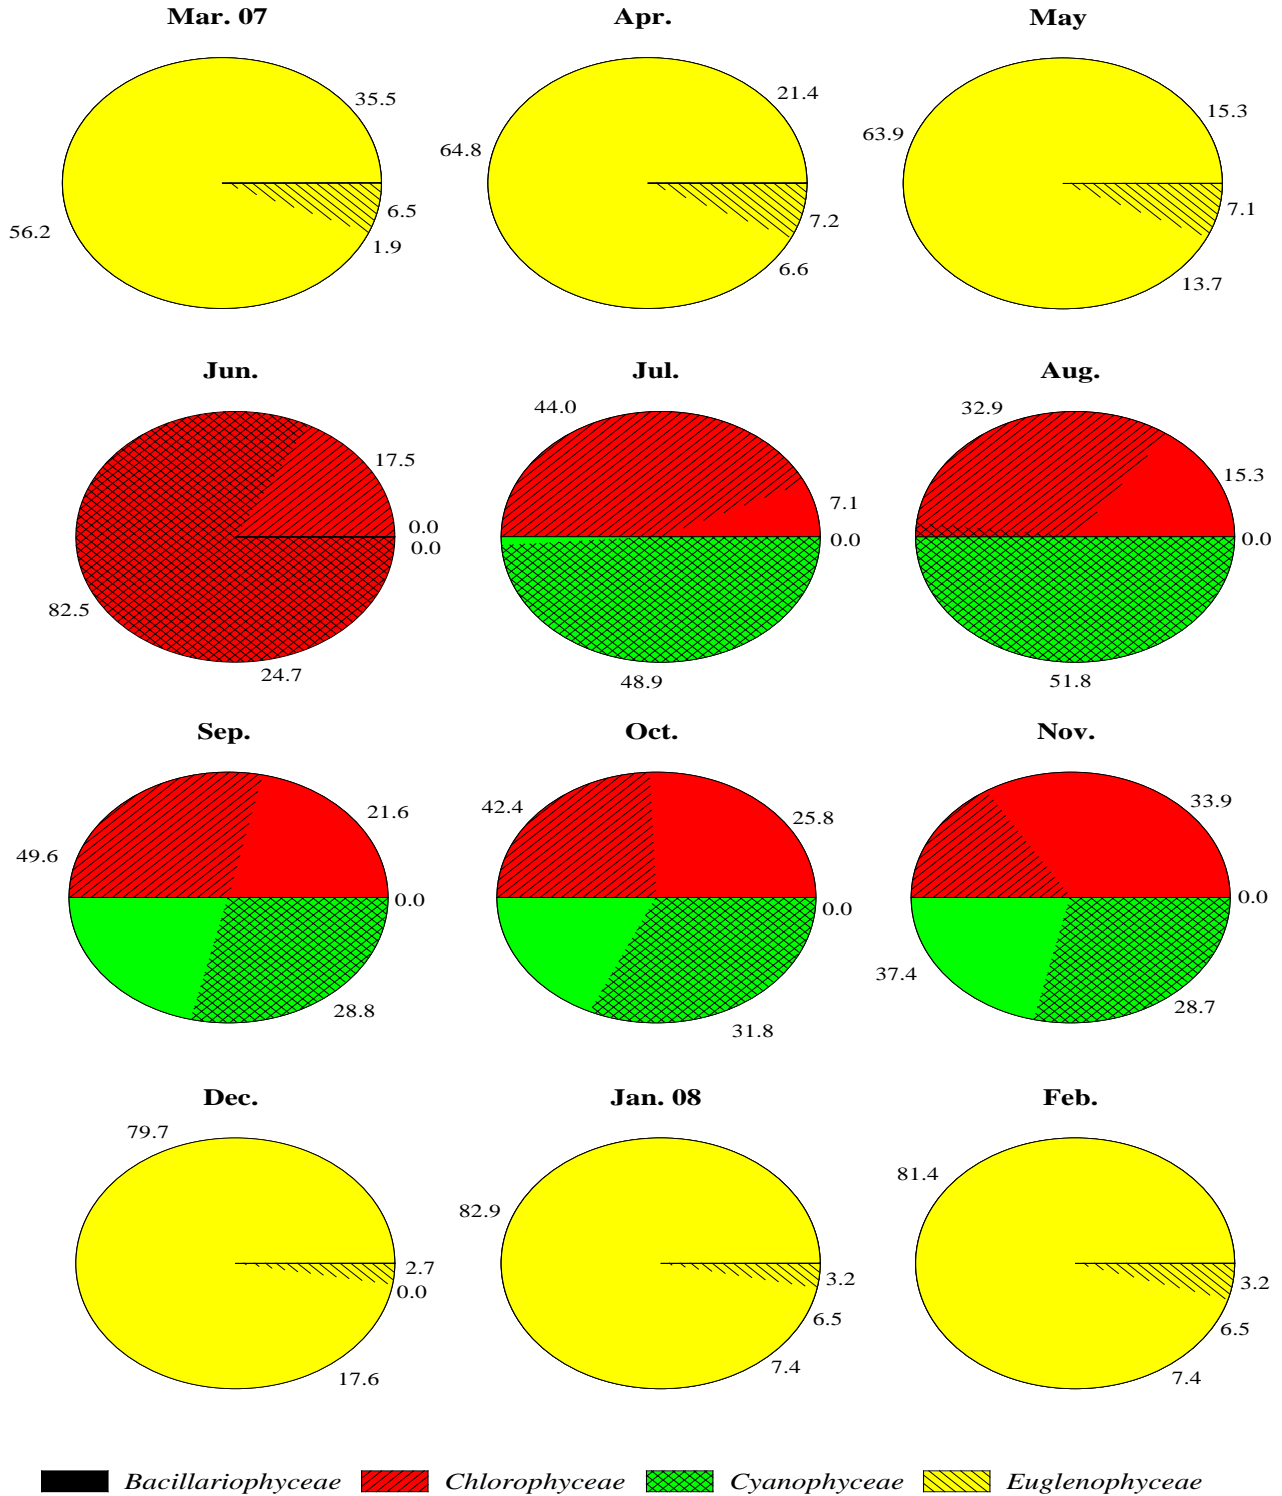 Mar. 07 Apr. May
35.5 56.2 6.5 1.9
21.4 64.8 7.2 6.6
15.3 63.9 7.1 13.7
Jun. Jul. Aug.
17.5 0.0 0.0 82.5 24.7
44.0 7.1 0.0 48.9
32.9 15.3 0.0 51.8
Sep. Oct. Nov.
21.6 49.6 0.0 28.8
42.4 25.8 0.0 31.8
33.9 0.0 37.4 28.7
Dec. Jan. 08 Feb.
79.7 2.7 0.0 17.6
82.9 3.2 6.5 7.4
81.4 3.2 6.5 7.4
Bacillariophyceae Chlorophyceae Cyanophyceae Euglenophyceae